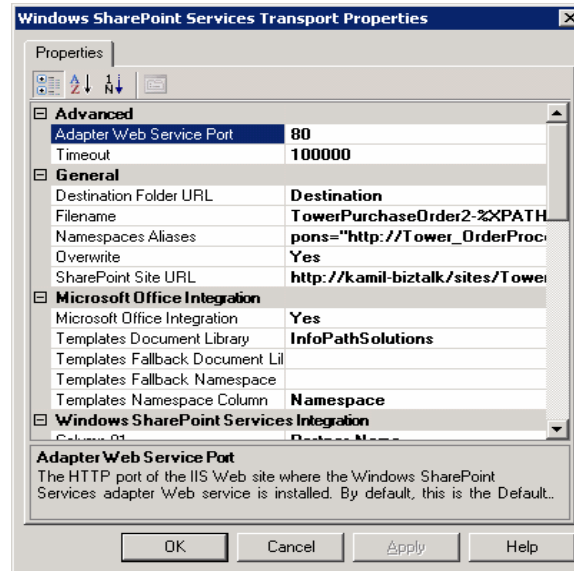 Windows SharePoint Services Transport Properties
Properties
Advanced
Adapter Web Service Port 80
Timeout 100000
General
Destination Folder URL Destination
Filename TowerPurchaseOrder2-%XPATH
Namespaces Aliases pons="http://Tower_OrderProc
Overwrite Yes
SharePoint Site URL http://kamil-biztalk/sites/Tower
Microsoft Office Integration
Microsoft Office Integration Yes
Templates Document Library InfoPathSolutions
Templates Fallback Document Lil
Templates Fallback Namespace
Templates Namespace Column Namespace
Windows SharePoint Services Integration
Column 01 Partner Name
Adapter Web Service Port
The HTTP port of the IIS Web site where the Windows SharePoint
Services adapter Web service is installed. By default, this is the Default...
OK Cancel Apply Help